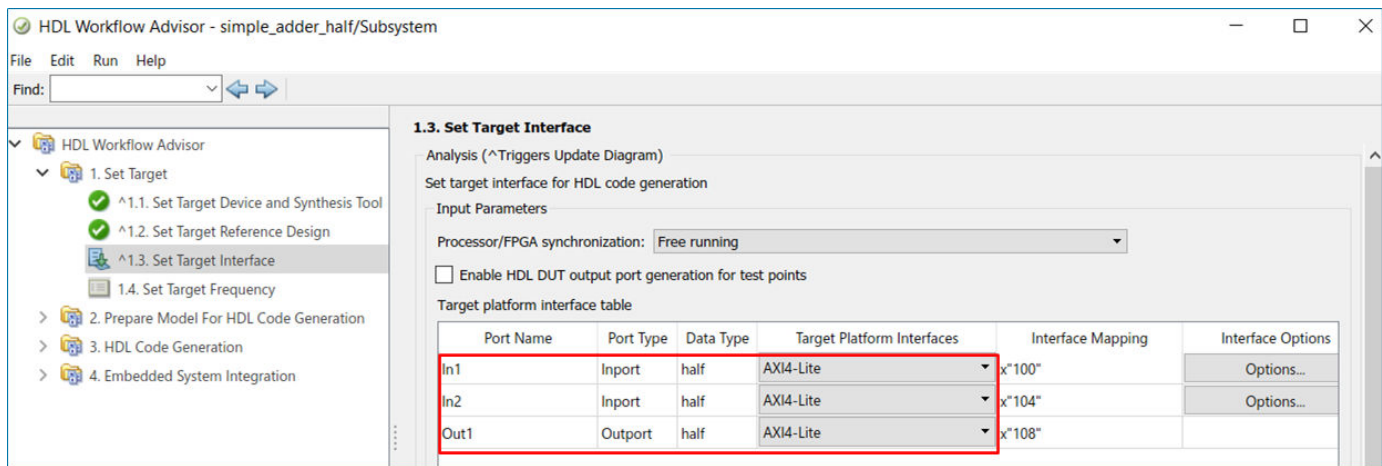 HDL Workflow Advisor - simple_adder_half/Subsystem
File Edit Run Help
Find:
HDL Workflow Advisor
1. Set Target
^1.1. Set Target Device and Synthesis Tool
^1.2. Set Target Reference Design
^1.3. Set Target Interface
1.4. Set Target Frequency
2. Prepare Model For HDL Code Generation
3. HDL Code Generation
4. Embedded System Integration
1.3. Set Target Interface
Analysis (^Triggers Update Diagram)
Set target interface for HDL code generation
Input Parameters
Processor/FPGA synchronization: Free running
Enable HDL DUT output port generation for test points
Target platform interface table
Port Name Port Type Data Type Target Platform Interfaces Interface Mapping Interface Options
In1 Inport half AXI4-Lite x"100" Options...
In2 Inport half AXI4-Lite x"104" Options...
Out1 Outport half AXI4-Lite x"108"